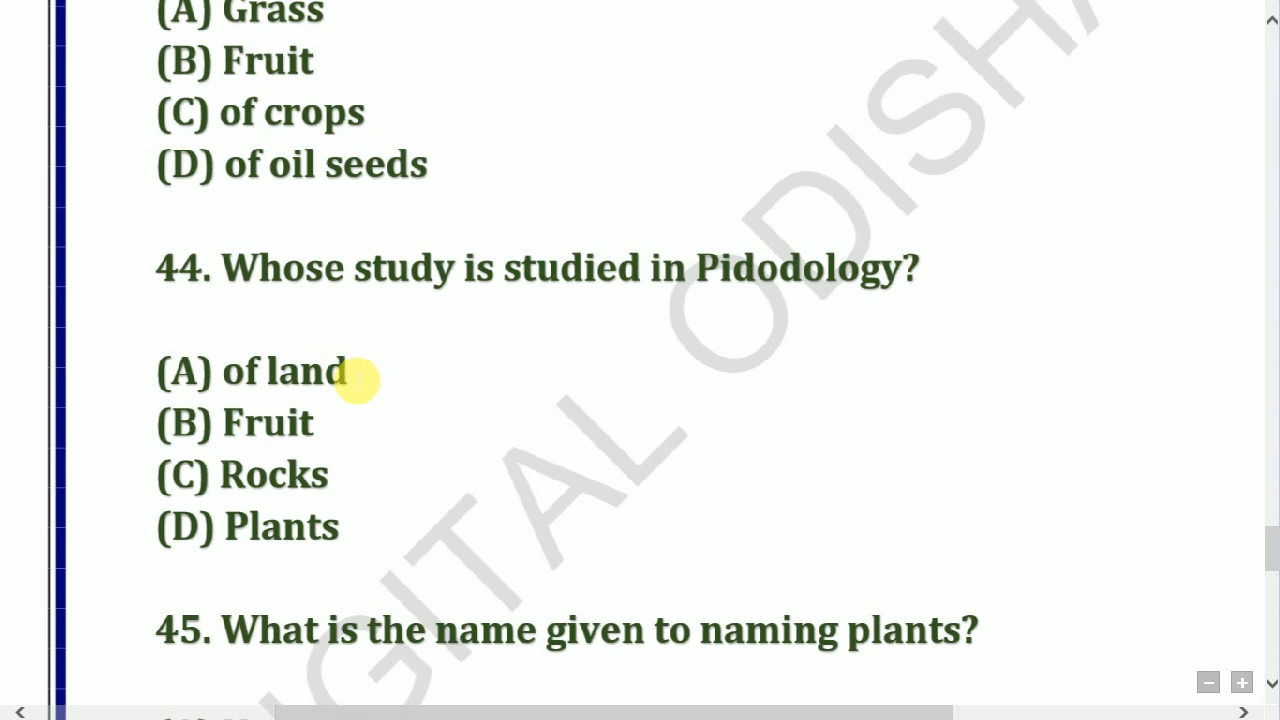 (A) Grass
(B) Fruit
(C) of crops
(D) of oil seeds
44. Whose study is studied in Pidodology?
(A) of land
(B) Fruit
(C) Rocks
(D) Plants
45. What is the name given to naming plants?
DIGITAL ODISHA